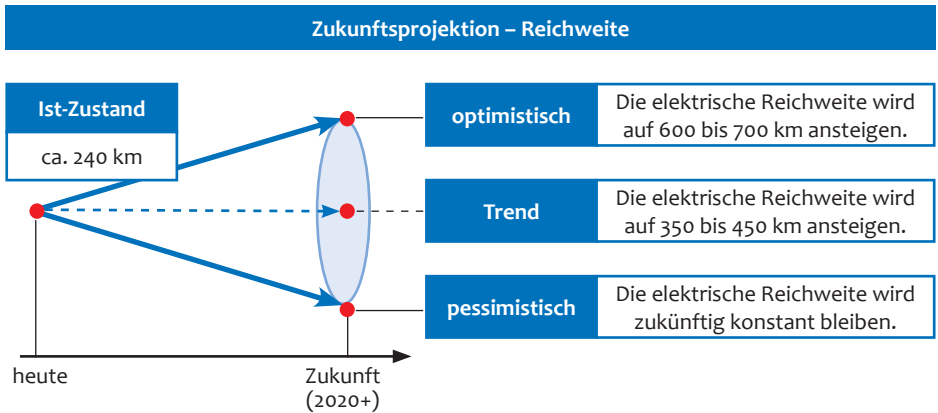 Zukunftsprojektion – Reichweite
Ist-Zustand
ca. 240 km
optimistisch
Die elektrische Reichweite wird
auf 600 bis 700 km ansteigen.
Trend
Die elektrische Reichweite wird
auf 350 bis 450 km ansteigen.
pessimistisch
Die elektrische Reichweite wird
zukünftig konstant bleiben.
heute
Zukunft
(2020+)